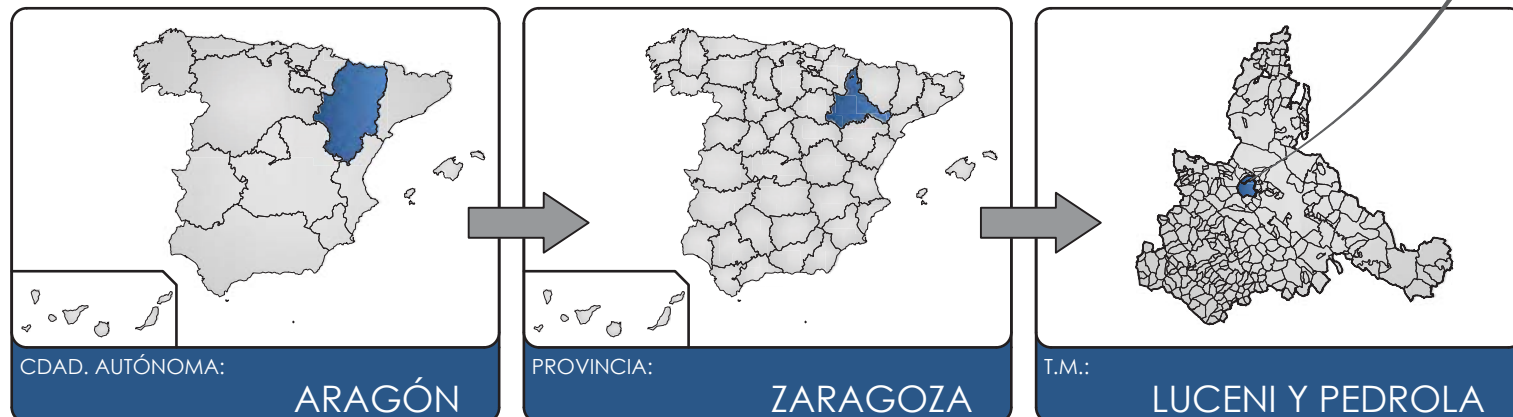 CDAD. AUTÓNOMA:
ARAGÓN
PROVINCIA:
ZARAGOZA
T.M.:
LUCENI Y PEDROLA